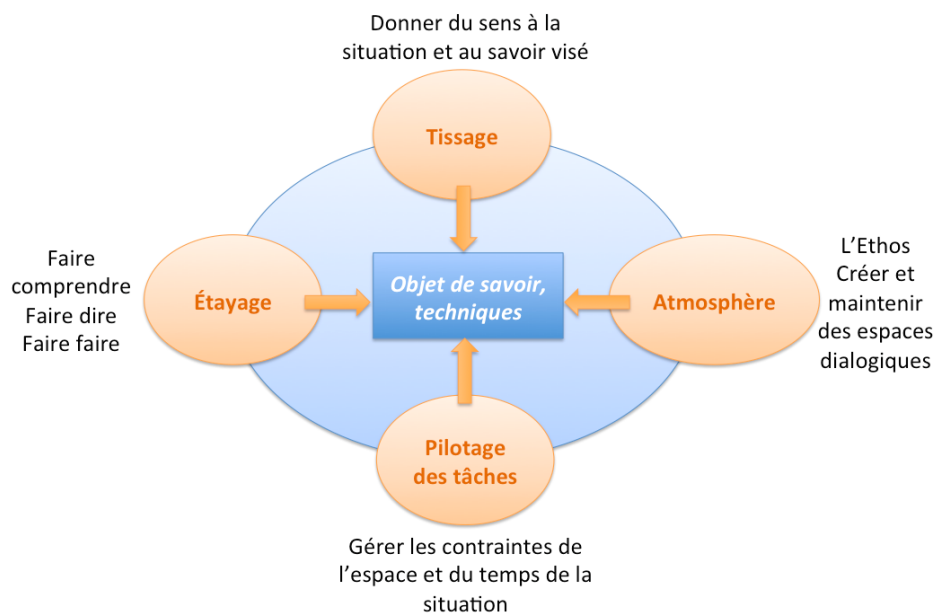 Donner du sens à la
situation et au savoir visé
Tissage
Faire
comprendre
Faire dire
Faire faire
Étayage
Objet de savoir,
techniques
Atmosphère
L’Ethos
Créer et
maintenir
des espaces
dialogiques
Pilotage
des tâches
Gérer les contraintes de
l’espace et du temps de la
situation